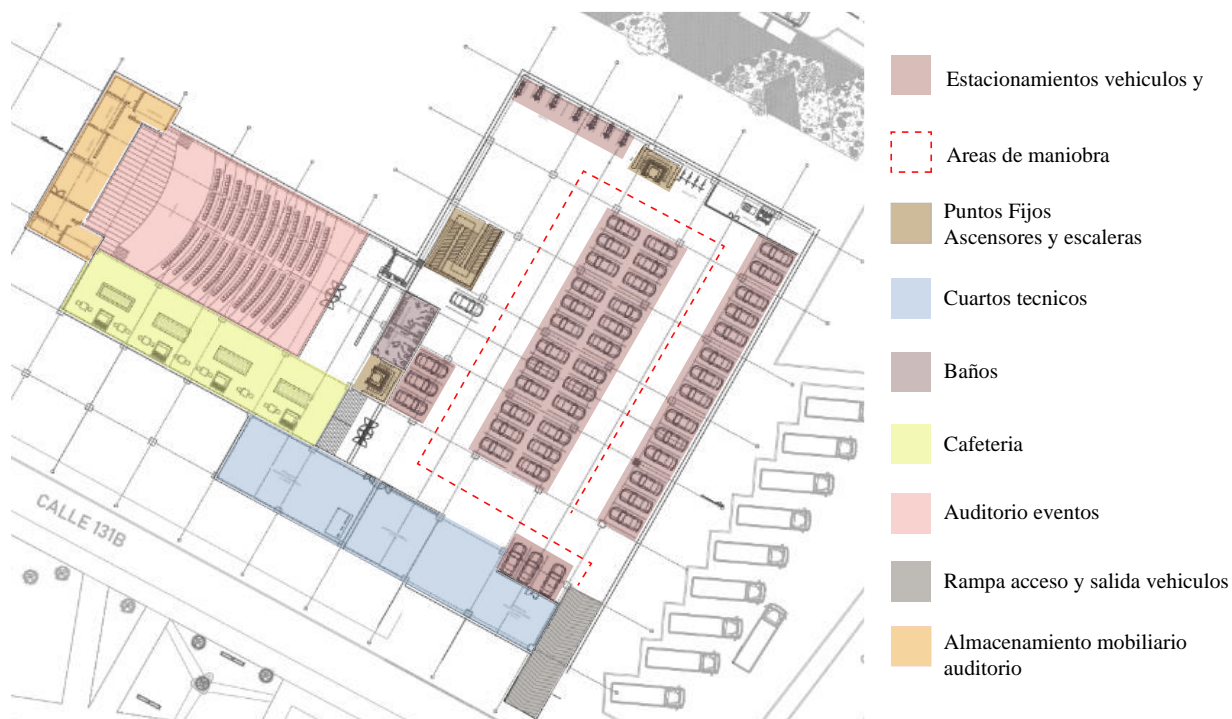 Estacionamientos vehiculos y
Areas de maniobra
Puntos Fijos
Ascensores y escaleras
Cuartos tecnicos
Baños
Cafeteria
Auditorio eventos
Rampa acceso y salida vehiculos
Almacenamiento mobiliario
auditorio
CALLE 131B